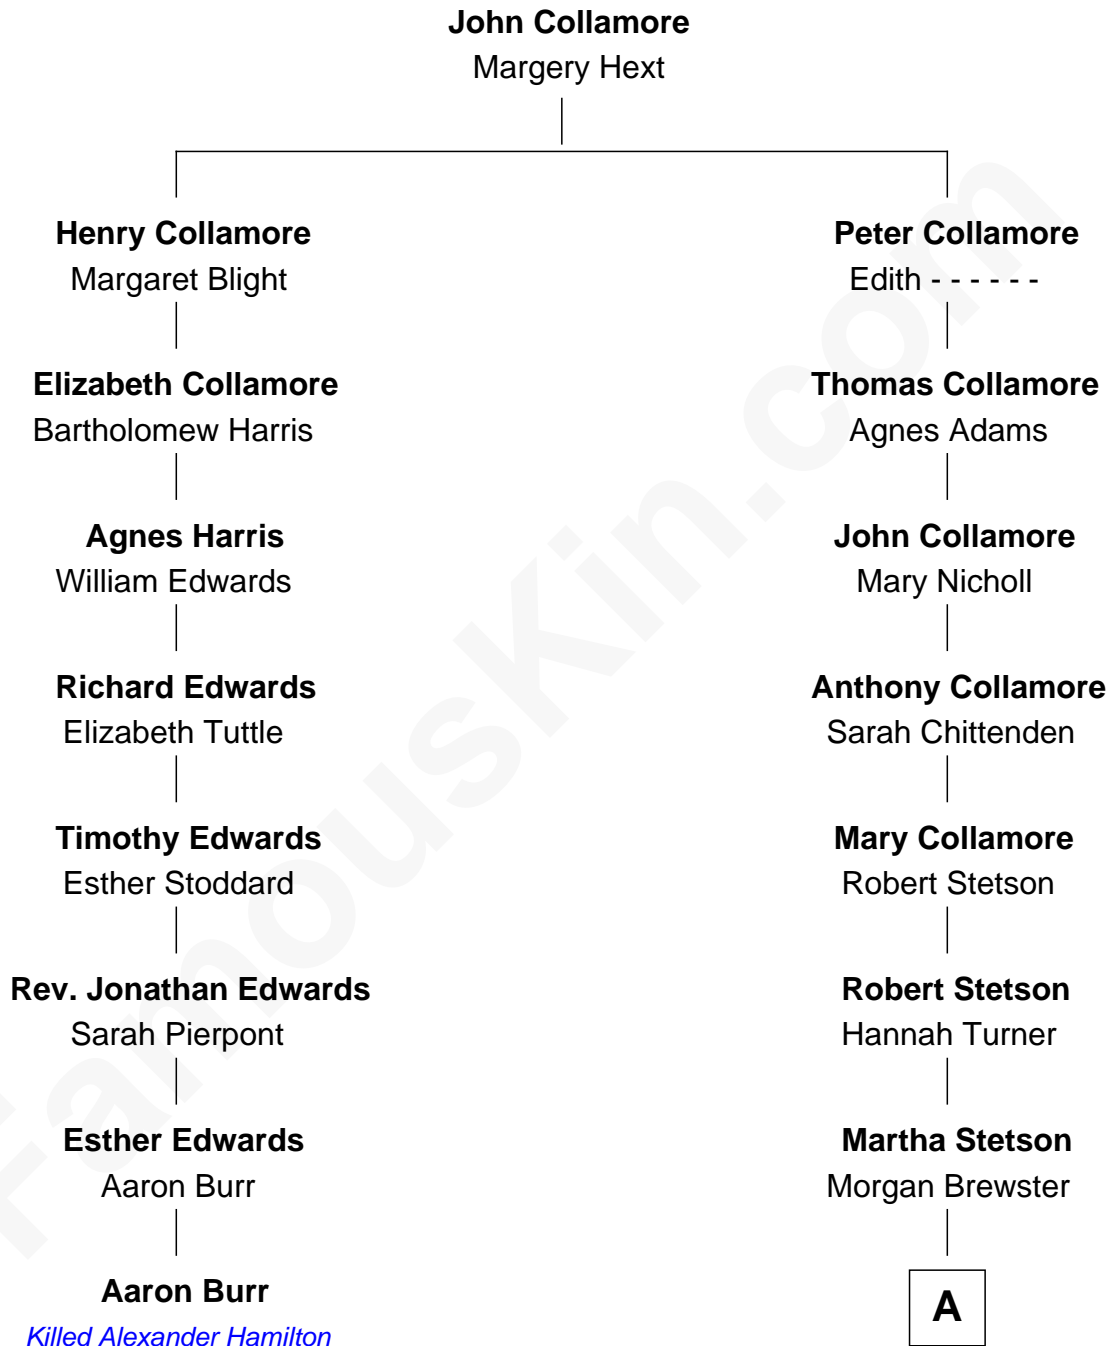 John Collamore
Margery Hext
Henry Collamore
Margaret Blight
Elizabeth Collamore
Bartholomew Harris
Agnes Harris
William Edwards
Richard Edwards
Elizabeth Tuttle
Timothy Edwards
Esther Stoddard
Rev. Jonathan Edwards
Sarah Pierpont
Esther Edwards
Aaron Burr
Aaron Burr
Killed Alexander Hamilton
Peter Collamore
Edith - - - - - -
Thomas Collamore
Agnes Adams
John Collamore
Mary Nicholl
Anthony Collamore
Sarah Chittenden
Mary Collamore
Robert Stetson
Robert Stetson
Hannah Turner
Martha Stetson
Morgan Brewster
A
FamousKin.com